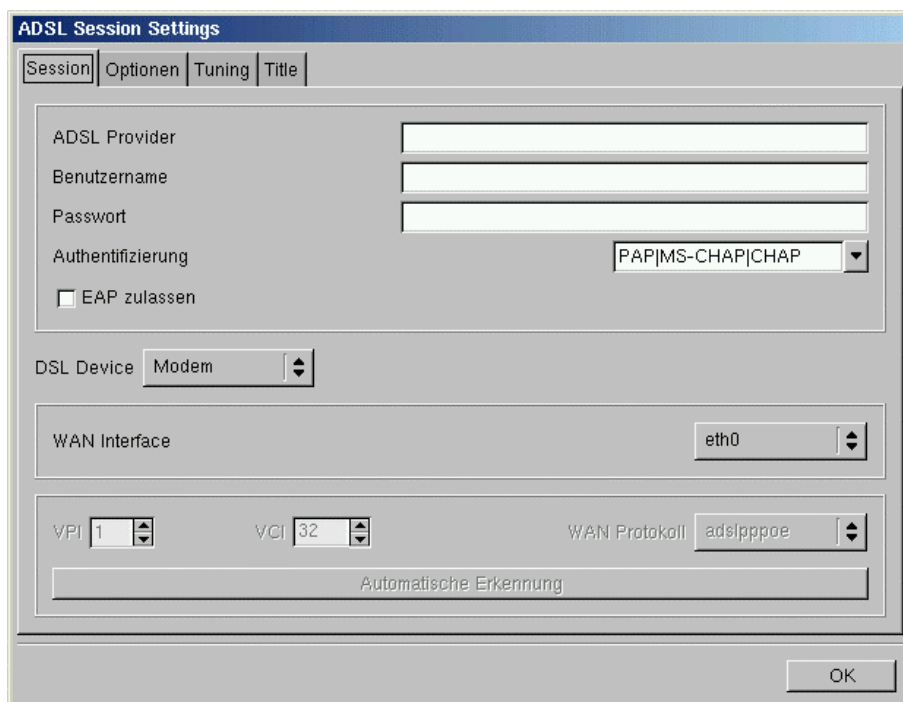 ADSL Session Settings
Session Optionen Tuning Title
ADSL Provider
Benutzername
Passwort
Authentifizierung PAP|MS-CHAP|CHAP
EAP zulassen
DSL Device Modem
WAN Interface eth0
VPI 1 VCI 32 WAN Protokoll adslpppoe
Automatische Erkennung
OK